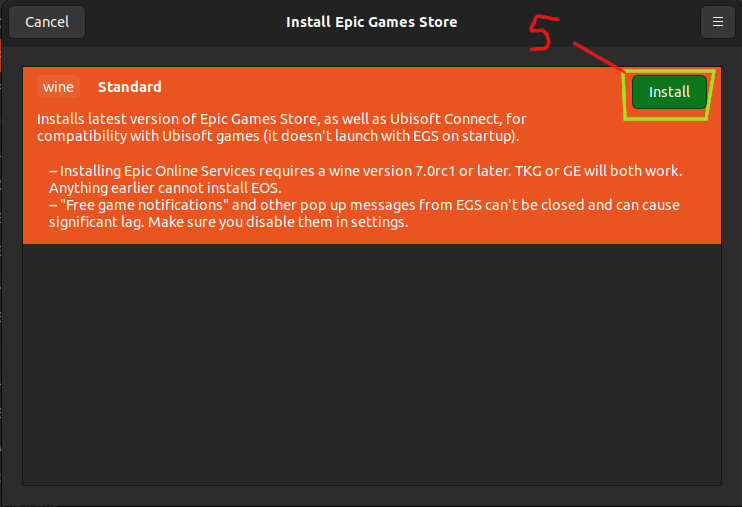 Cancel
Install Epic Games Store
5
wine Standard
Install
Installs latest version of Epic Games Store, as well as Ubisoft Connect, for
compatibility with Ubisoft games (it doesn't launch with EGS on startup).
-- Installing Epic Online Services requires a wine version 7.0rc1 or later. TKG or GE will both work.
Anything earlier cannot install EOS.
-- "Free game notifications" and other pop up messages from EGS can't be closed and can cause
significant lag. Make sure you disable them in settings.